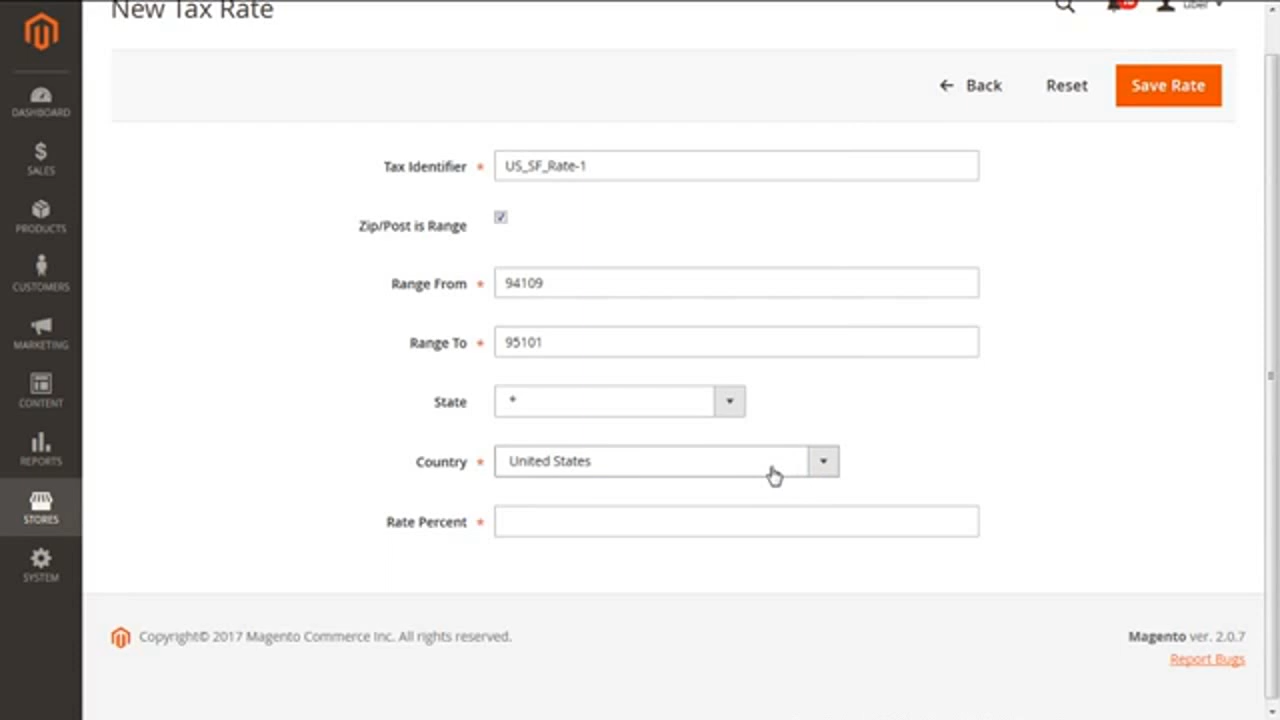 New Tax Rate
Back
Reset
Save Rate
DASHBOARD
SALES
PRODUCTS
CUSTOMERS
MARKETING
CONTENT
REPORTS
STORES
SYSTEM
Tax Identifier * US_SF_Rate-1
Zip/Post is Range
Range From * 94109
Range To * 95101
State *
Country * United States
Rate Percent *
Copyright© 2017 Magento Commerce Inc. All rights reserved.
Magento ver. 2.0.7
Report Bugs